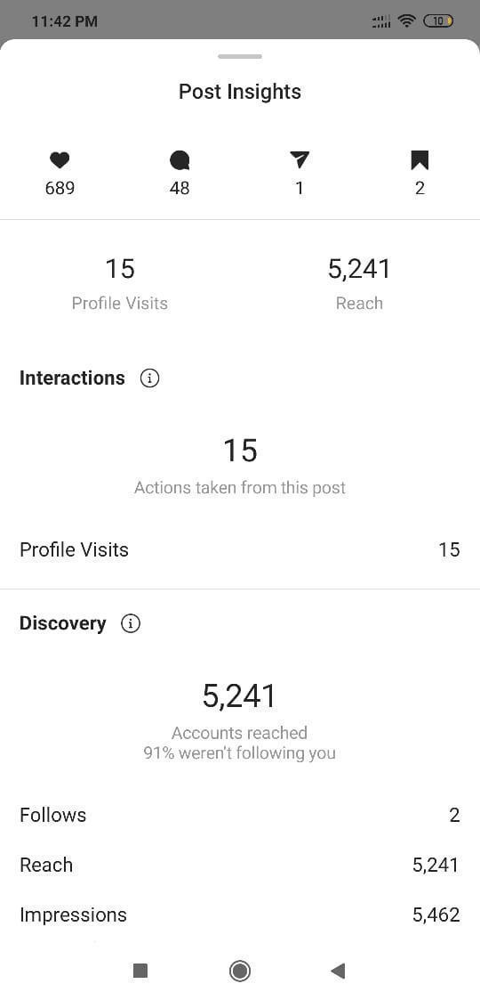 11:42 PM 10
Post Insights
689 48 1 2
15 5,241
Profile Visits Reach
Interactions
15
Actions taken from this post
Profile Visits 15
Discovery
5,241
Accounts reached
91% weren't following you
Follows 2
Reach 5,241
Impressions 5,462